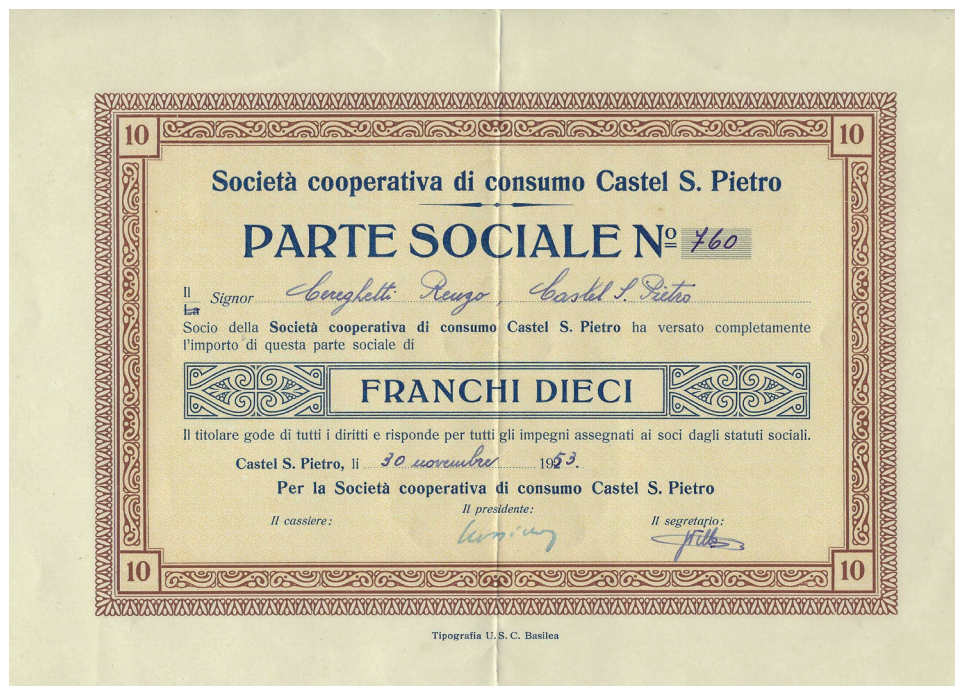 10 10
Società cooperativa di consumo Castel S. Pietro
PARTE SOCIALE Nº 760
Il
La Signor Cereghetti Renzo, Castel S. Pietro
Socio della Società cooperativa di consumo Castel S. Pietro ha versato completamente
l'importo di questa parte sociale di
FRANCHI DIECI
Il titolare gode di tutti i diritti e risponde per tutti gli impegni assegnati ai soci dagli statuti sociali.
Castel S. Pietro, li 30 novembre 1953.
Per la Società cooperativa di consumo Castel S. Pietro
Il cassiere: Il presidente: Il segretario:
10 10
Tipografia U. S. C. Basilea